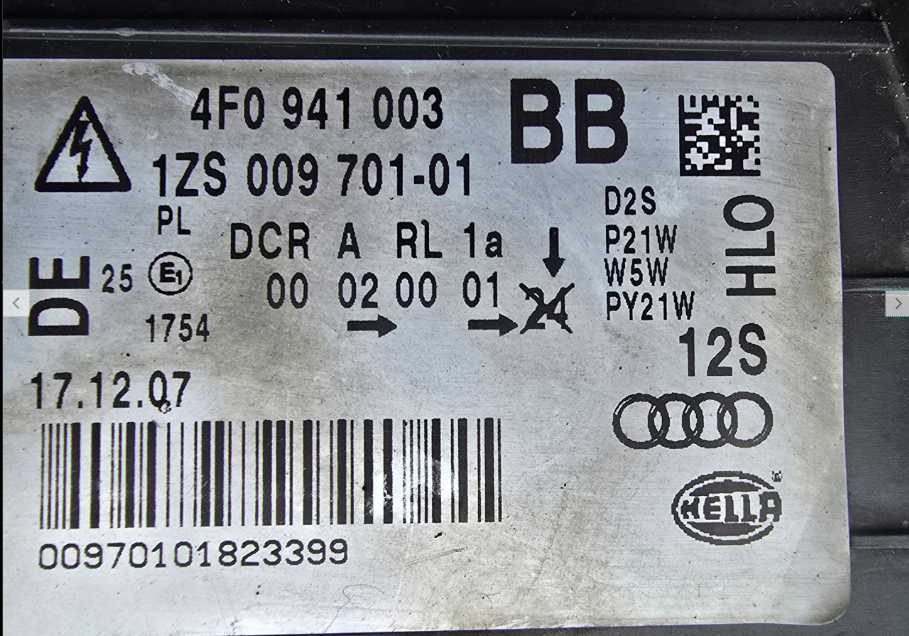 4F0 941 003 BB
1ZS 009 701-01
PL
DCR A RL 1a
DE 25 E1
00 02 00 01 24
1754
D2S
P21W
W5W
PY21W
HLO
12S
17.12.07
00970101823399
HELLA